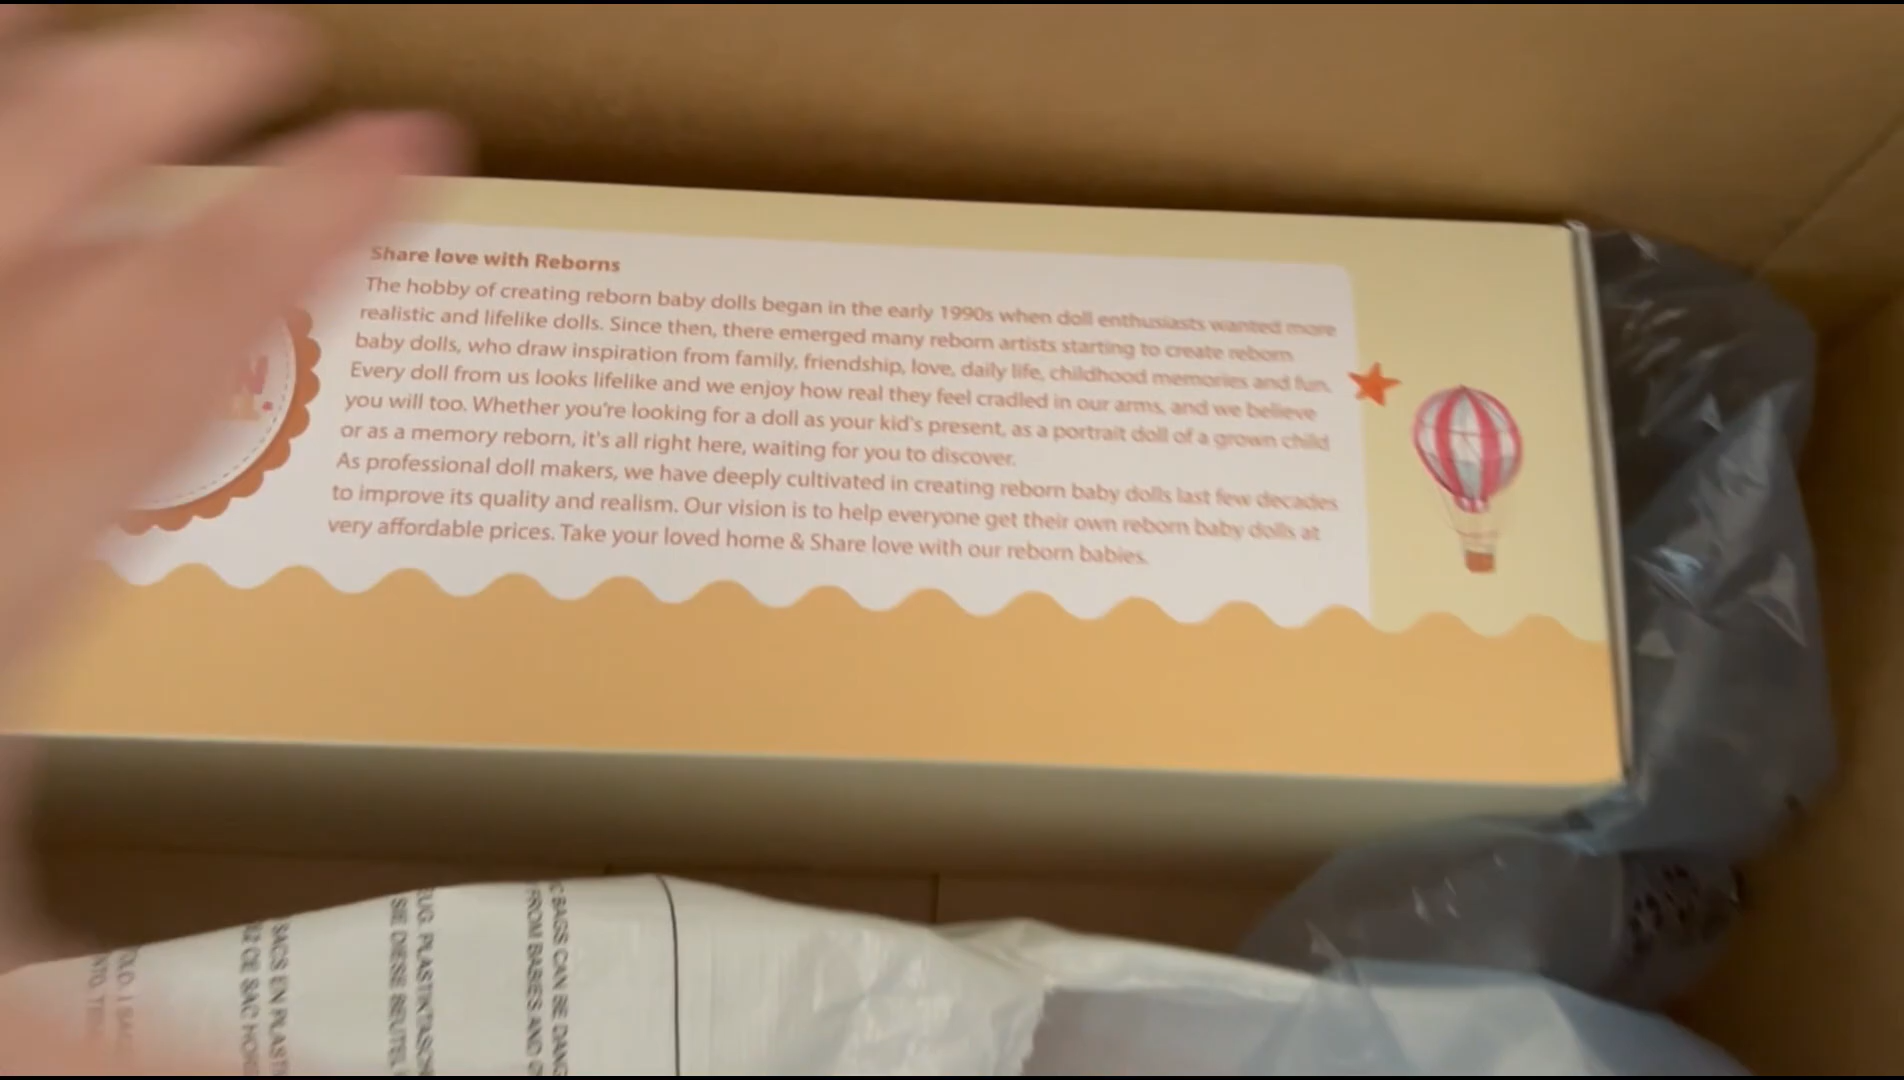 Share love with Reborns
The hobby of creating reborn baby dolls began in the early 1990s when doll enthusiasts wanted more
realistic and lifelike dolls. Since then, there emerged many reborn artists starting to create reborn
baby dolls, who draw inspiration from family, friendship, love, daily life, childhood memories and fun.
Every doll from us looks lifelike and we enjoy how real they feel cradled in our arms, and we believe
you will too. Whether you're looking for a doll as your kid's present, as a portrait doll of a grown child
or as a memory reborn, it's all right here, waiting for you to discover.
As professional doll makers, we have deeply cultivated in creating reborn baby dolls last few decades
to improve its quality and realism. Our vision is to help everyone get their own reborn baby dolls at
very affordable prices. Take your loved home & Share love with our reborn babies.
BAGS CAN BE
FROM BABIES AND
SIE DIESE BEUTEL
SACS EN
DE SAC